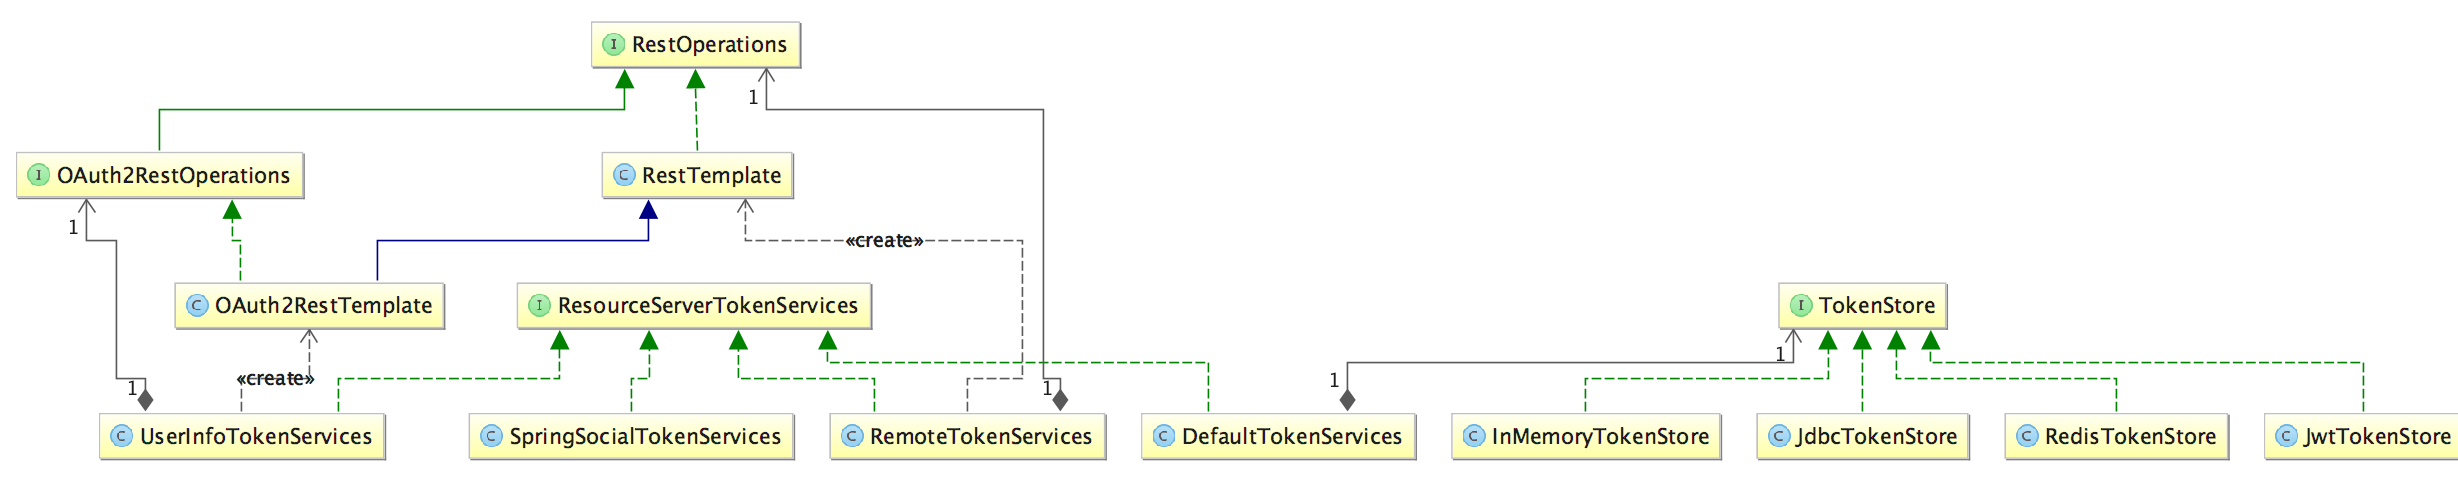 I RestOperations
1
I OAuth2RestOperations
C RestTemplate
1
«create»
C OAuth2RestTemplate
I ResourceServerTokenServices
I TokenStore
1
«create»
1
1
1
C UserInfoTokenServices
C SpringSocialTokenServices
C RemoteTokenServices
C DefaultTokenServices
C InMemoryTokenStore
C JdbcTokenStore
C RedisTokenStore
C JwtTokenStore